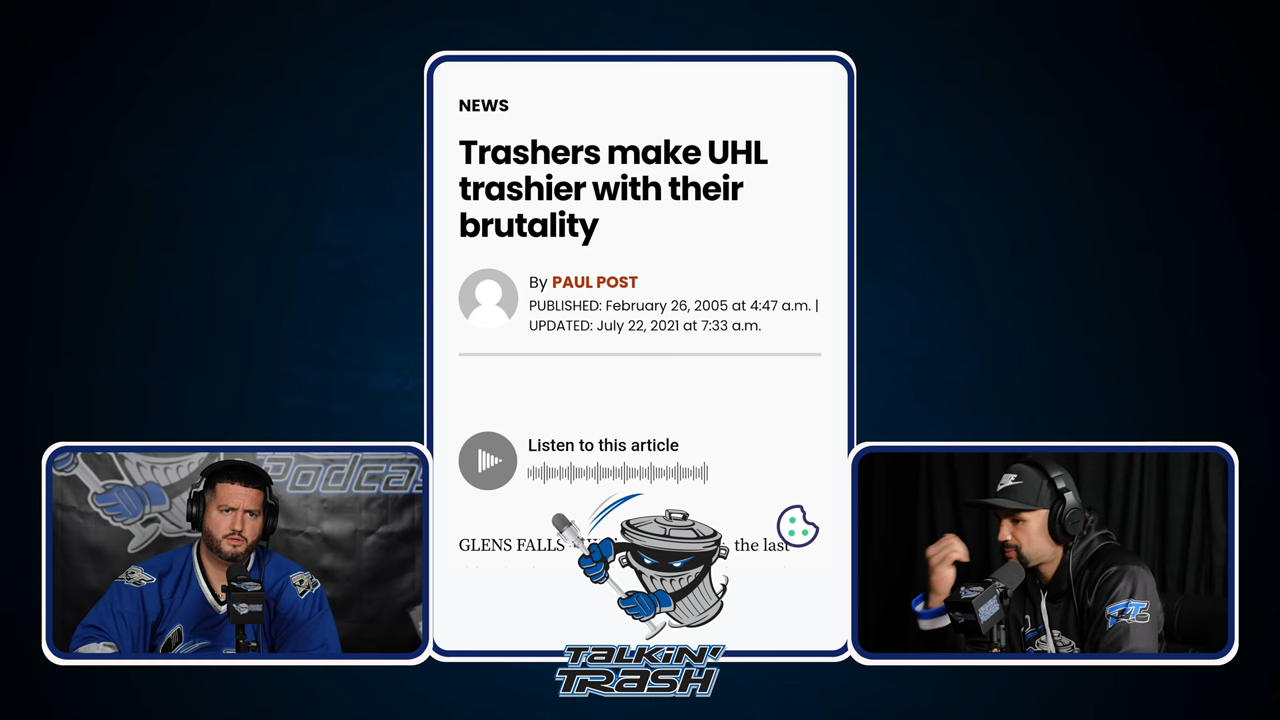 NEWS
Trashers make UHL
trashier with their
brutality
By PAUL POST
PUBLISHED: February 26, 2005 at 4:47 a.m. |
UPDATED: July 22, 2021 at 7:33 a.m.
Listen to this article
GLENS FALLS
the last
Podcas
TALKIN'
TRASH